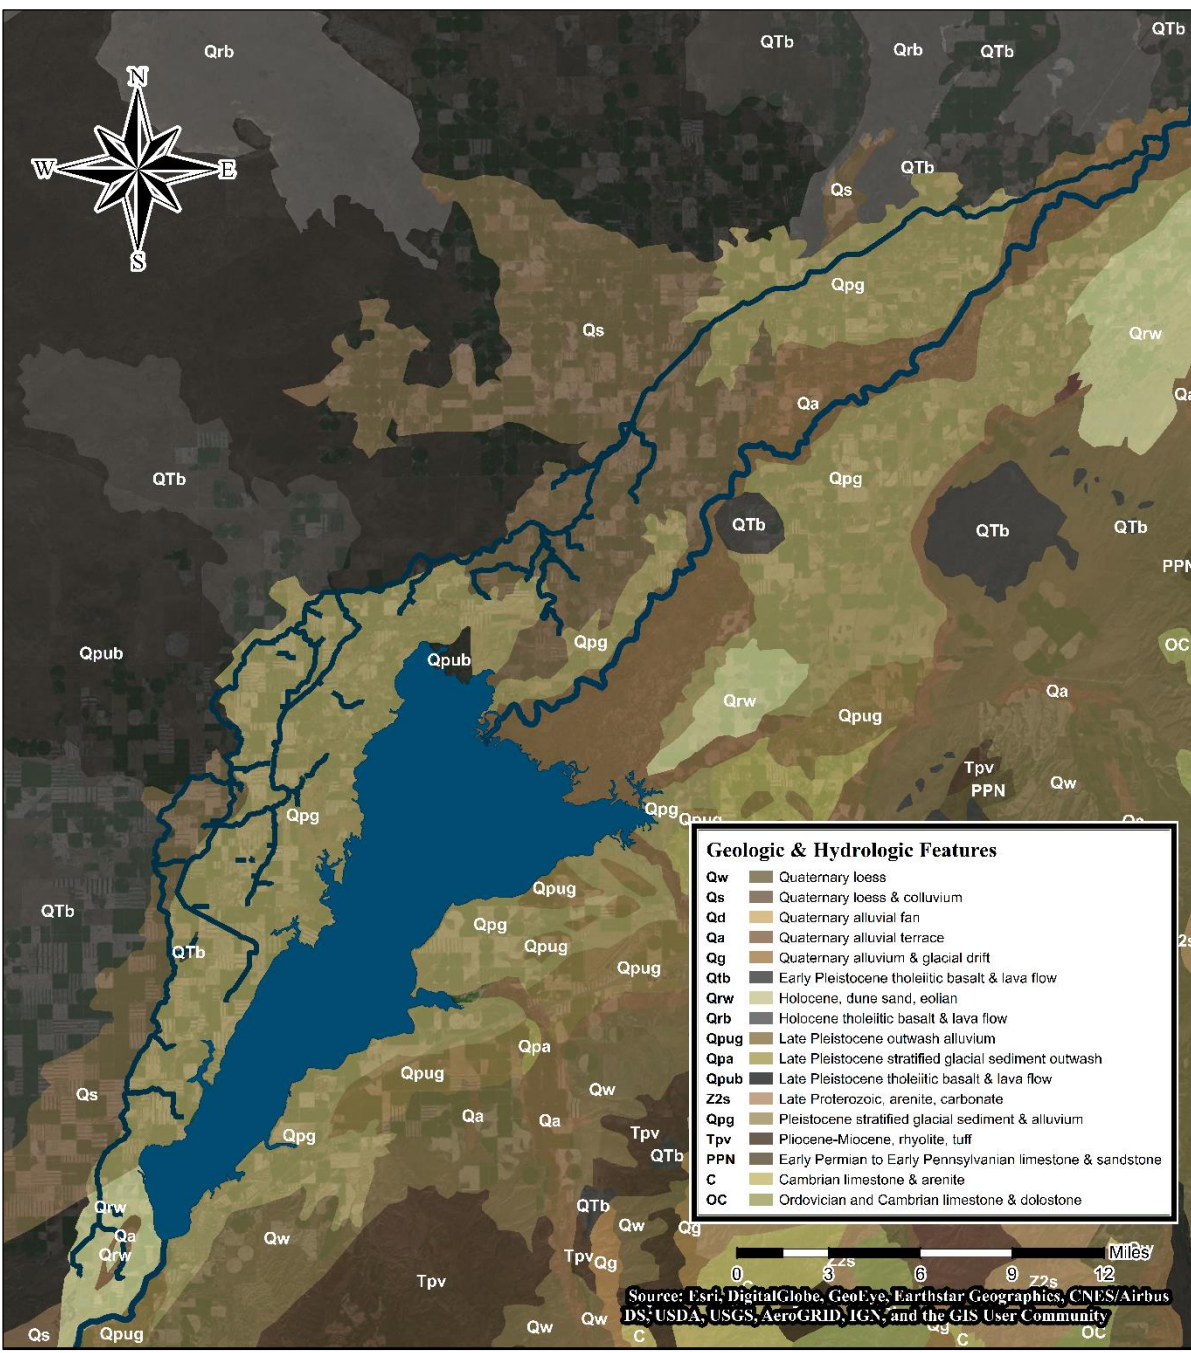 QTb
Qrb
QTb
Qrb
QTb
N
W
E
S
QTb
Qs
Qpg
Qs
Qrw
Qa
Qa
QTb
Qpg
QTb
QTb
QTb
PPN
Qpub
Qpub
Qpg
OC
Qrw
Qa
Qpug
Tpv
PPN
Qw
Qpg
Qpg
Qpug
Qa
Qpug
QTb
Qpg
QTb
Qpug
Qpug
Qpa
Qpug
Qs
Qw
Qa
Qa
Qpg
Tpv
QTb
Qrw
QTb
Qa
Qw
Qw
Qg
Qrw
Tpv
Qg
Tpv
Qs
Qpug
Qw
Qw
C
Geologic & Hydrologic Features
Qw Quaternary loess
Qs Quaternary loess & colluvium
Qd Quaternary alluvial fan
Qa Quaternary alluvial terrace
Qg Quaternary alluvium & glacial drift
Qtb Early Pleistocene tholeiitic basalt & lava flow
Qrw Holocene, dune sand, eolian
Qrb Holocene tholeiitic basalt & lava flow
Qpug Late Pleistocene outwash alluvium
Qpa Late Pleistocene stratified glacial sediment outwash
Qpub Late Pleistocene tholeiitic basalt & lava flow
Z2s Late Proterozoic, arenite, carbonate
Qpg Pleistocene stratified glacial sediment & alluvium
Tpv Pliocene-Miocene, rhyolite, tuff
PPN Early Permian to Early Pennsylvanian limestone & sandstone
C Cambrian limestone & arenite
OC Ordovician and Cambrian limestone & dolostone
Miles
0 3 6 9 12
Z2s
Z2s
Source: Esri, DigitalGlobe, GeoEye, Earthstar Geographics, CNES/Airbus
DS, USDA, USGS, AeroGRID, IGN, and the GIS User Community
Qg
C
OC